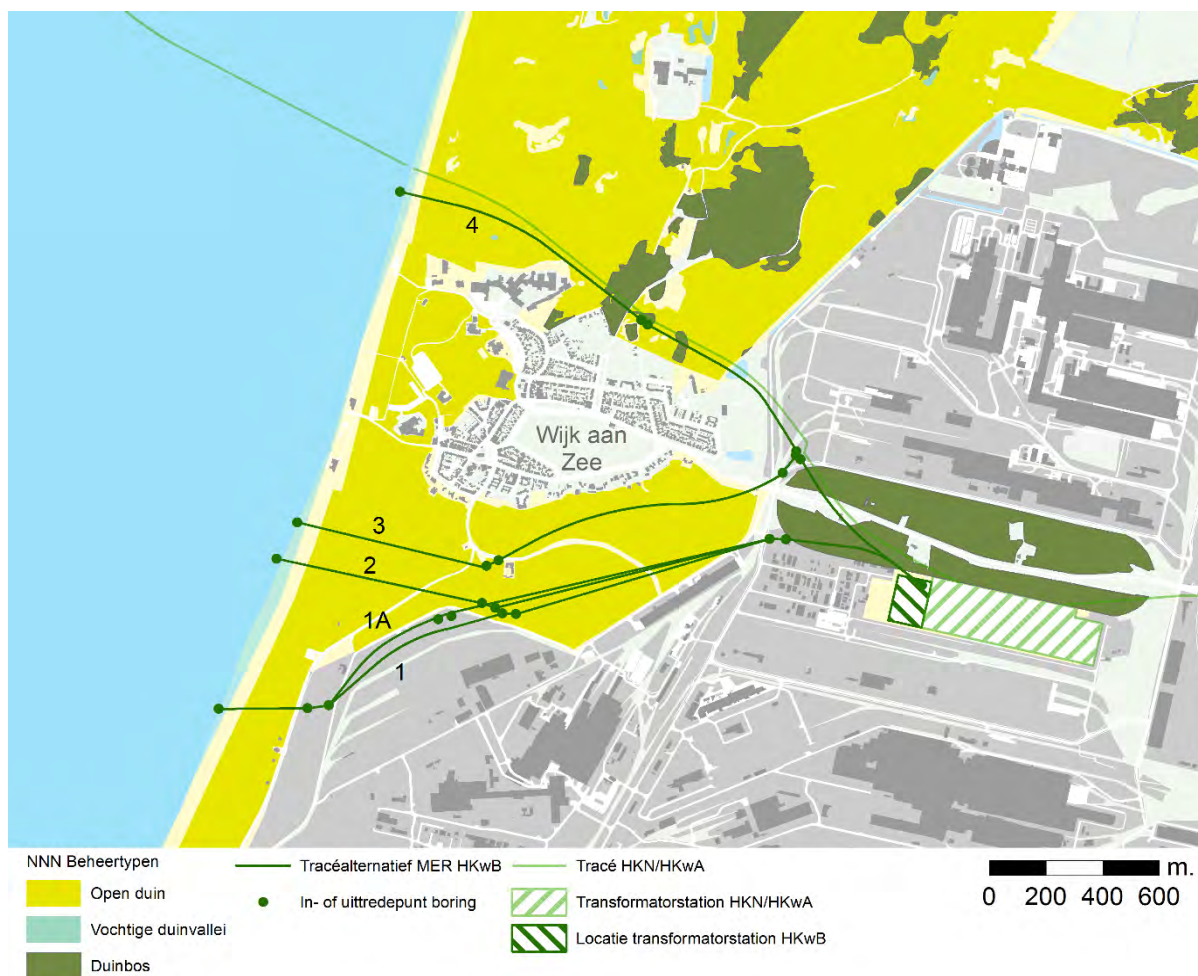 4
Wijk aan
Zee
3
2
1A
1
NNN Beheertypen
Open duin
Vochtige duinvallei
Duinbos
Tracéalternatief MER HKwB
In- of uittredepunt boring
Tracé HKN/HKwA
Transformatorstation HKN/HKwA
Locatie transformatorstation HKwB
m.
0 200 400 600